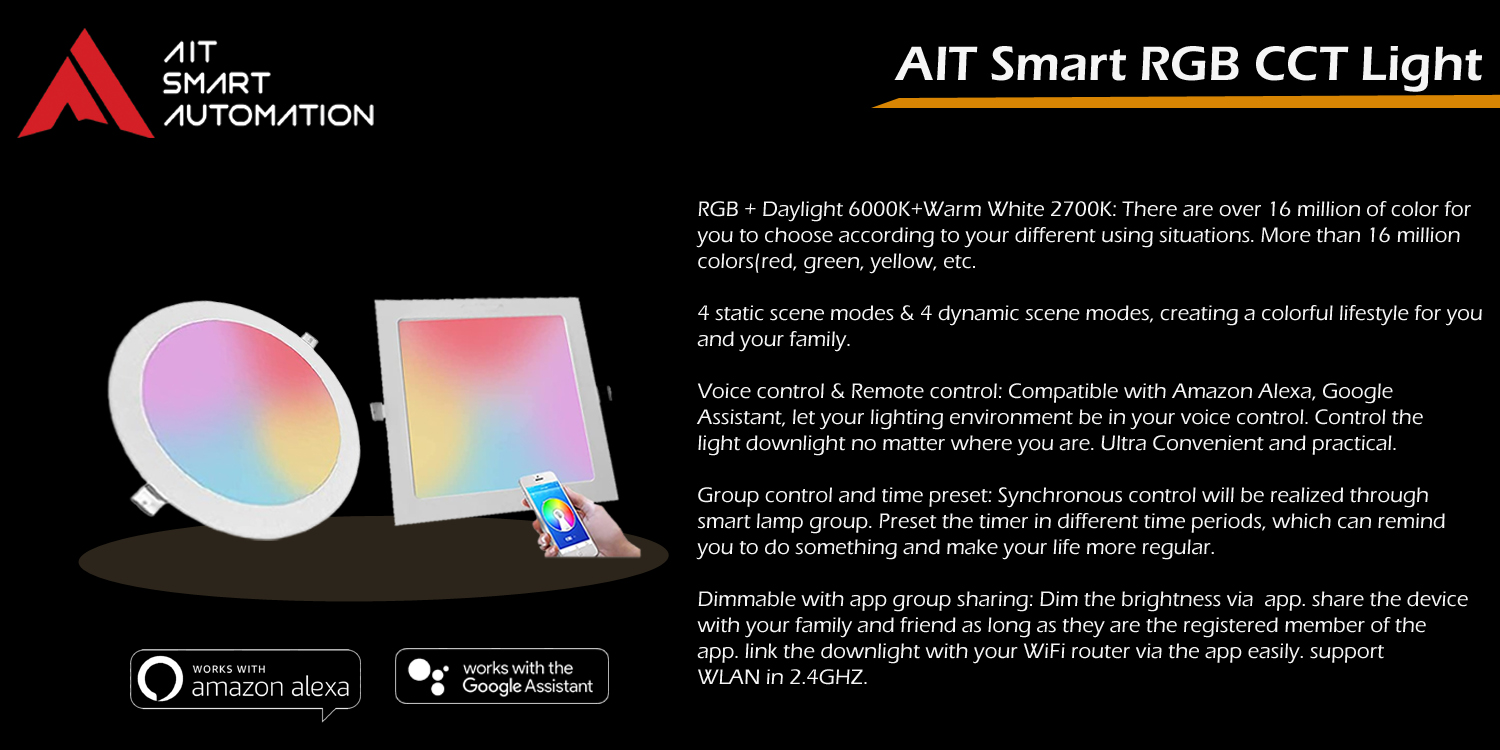 AIT
SMART
AUTOMATION
AIT Smart RGB CCT Light
RGB + Daylight 6000K+Warm White 2700K: There are over 16 million of color for
you to choose according to your different using situations. More than 16 million
colors(red, green, yellow, etc.
4 static scene modes & 4 dynamic scene modes, creating a colorful lifestyle for you
and your family.
Voice control & Remote control: Compatible with Amazon Alexa, Google
Assistant, let your lighting environment be in your voice control. Control the
light downlight no matter where you are. Ultra Convenient and practical.
Group control and time preset: Synchronous control will be realized through
smart lamp group. Preset the timer in different time periods, which can remind
you to do something and make your life more regular.
Dimmable with app group sharing: Dim the brightness via  app. share the device
with your family and friend as long as they are the registered member of the
app. link the downlight with your WiFi router via the app easily. support
WLAN in 2.4GHZ.
WORKS WITH
amazon alexa
works with the
Google Assistant